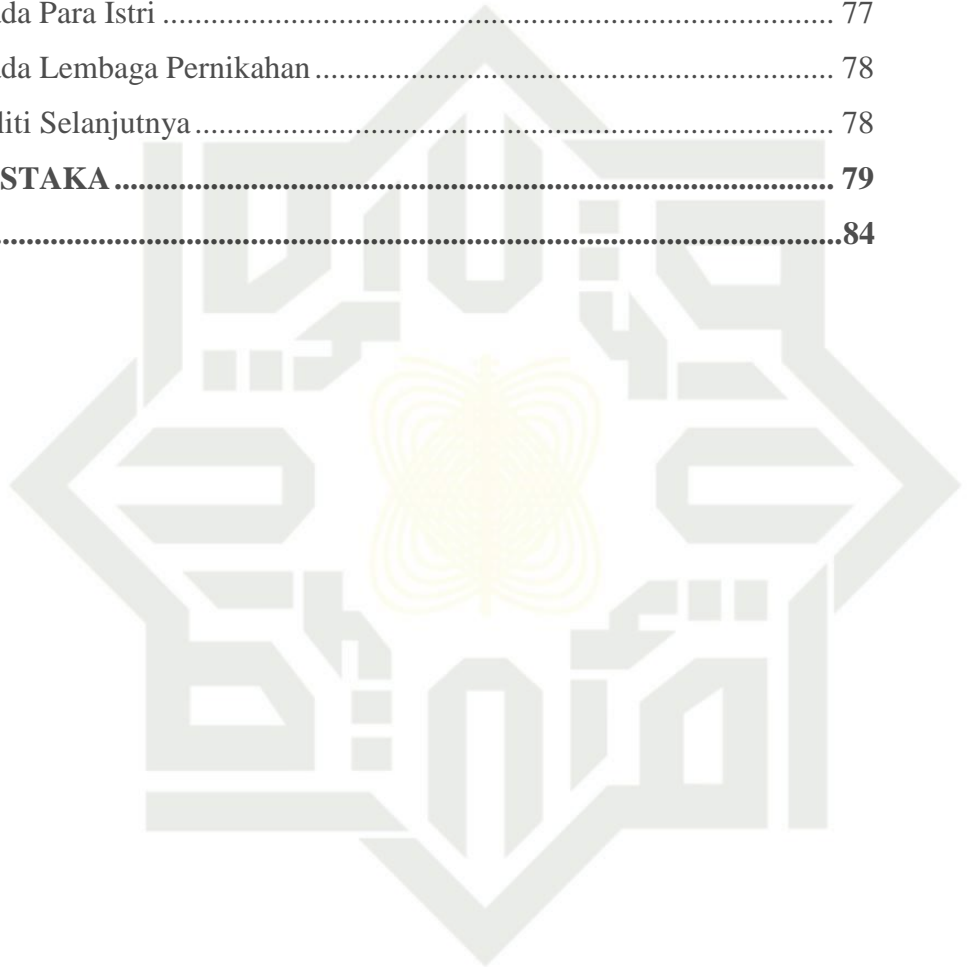 da Para Istri ........................................................................................ 77
da Lembaga Pernikahan ................................................................... 78
liti Selanjutnya ................................................................................... 78
STAKA ............................................................................................. 79
........................................................................................................84